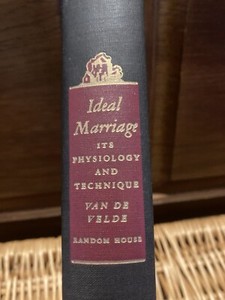 Ideal
Marriage
ITS
PHYSIOLOGY
AND
TECHNIQUE
VAN DE
VELDE
RANDOM HOUSE